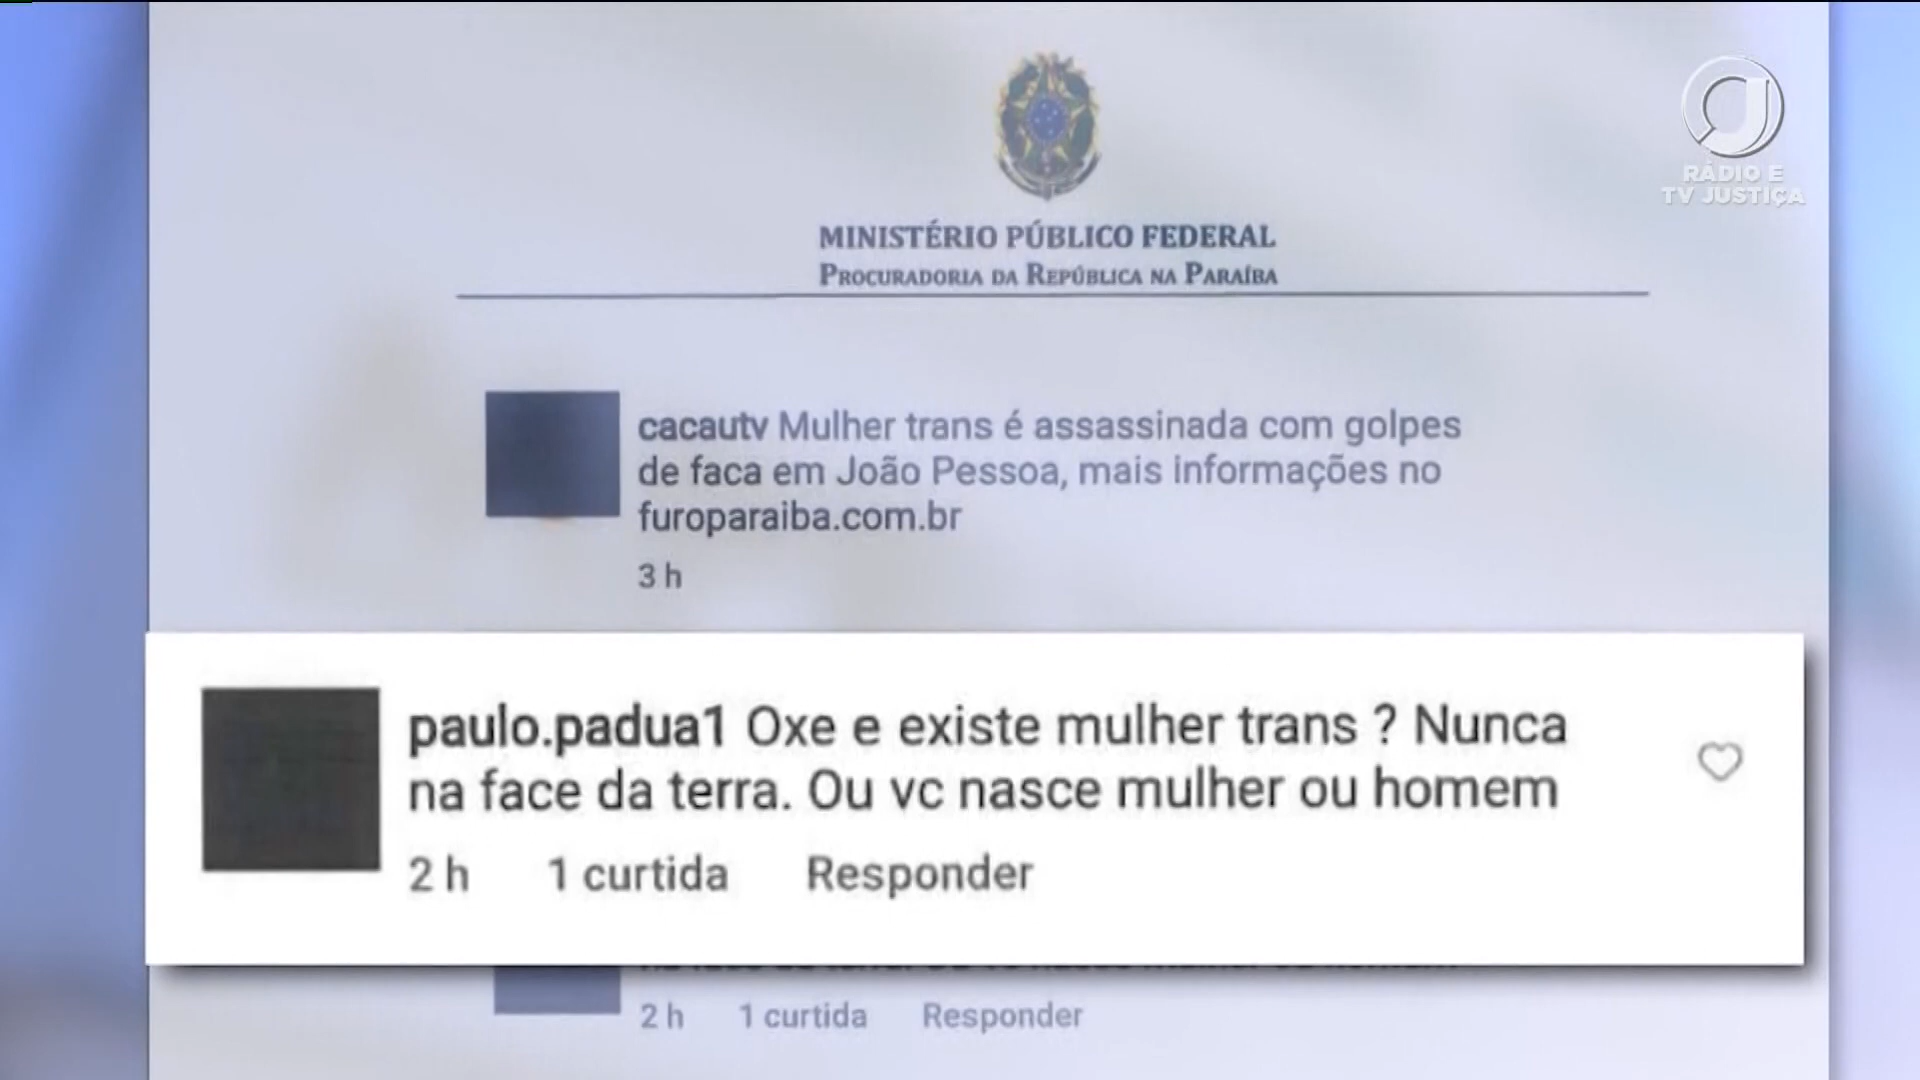 RÁDIO E
TV JUSTIÇA
MINISTÉRIO PÚBLICO FEDERAL
PROCURADORIA DA REPÚBLICA NA PARAÍBA
cacautv Mulher trans é assassinada com golpes
de faca em João Pessoa, mais informações no
furoparaiba.com.br
3 h
paulo.padua1 Oxe e existe mulher trans ? Nunca
na face da terra. Ou vc nasce mulher ou homem
2 h 1 curtida Responder
2 h 1 curtida Responder